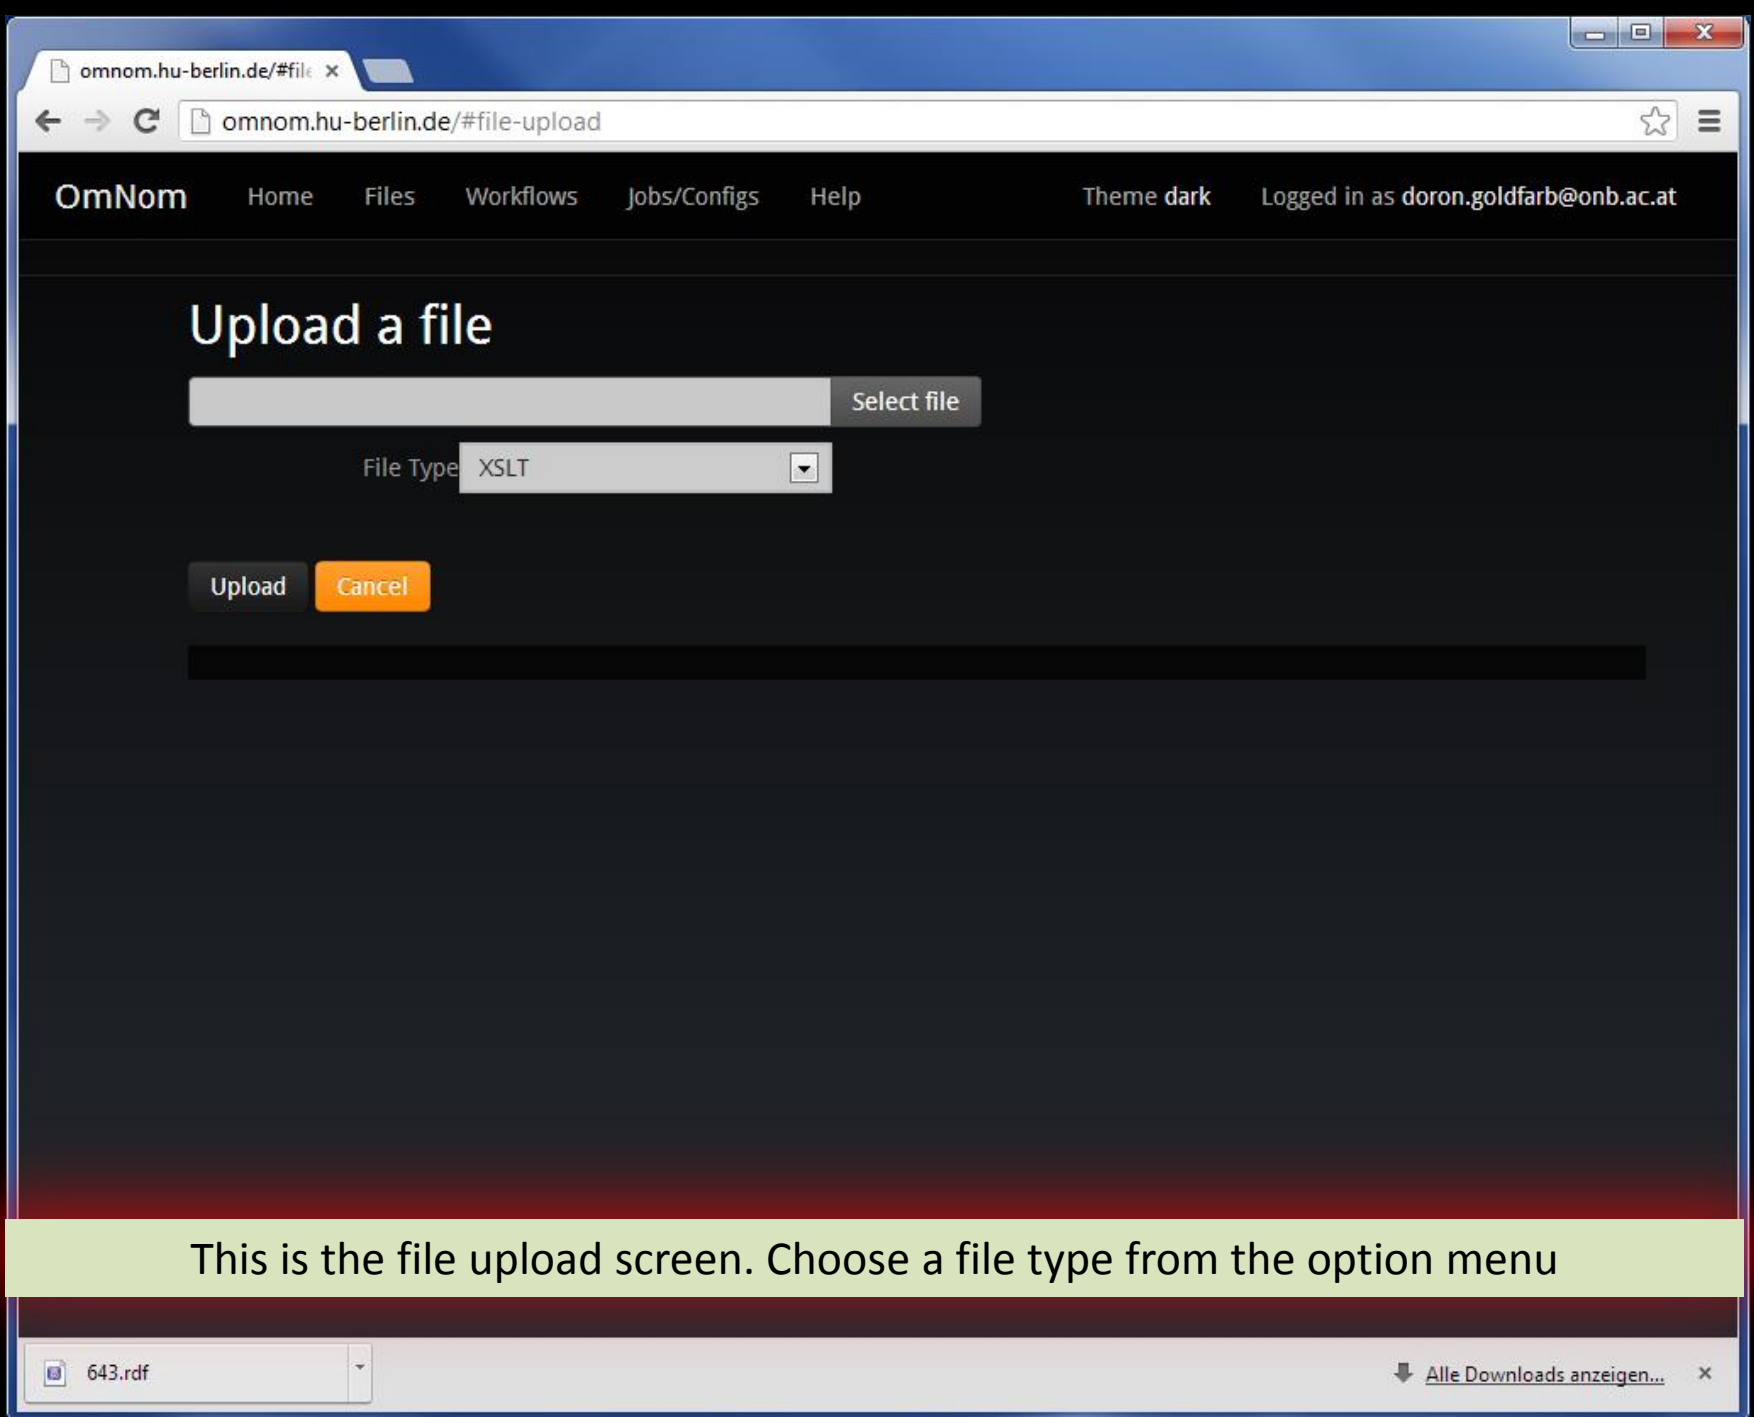 omnom.hu-berlin.de/#file
omnom.hu-berlin.de/#file-upload
OmNom Home Files Workflows Jobs/Configs Help Theme dark Logged in as doron.goldfarb@onb.ac.at
Upload a file
Select file
File Type XSLT
Upload Cancel
This is the file upload screen. Choose a file type from the option menu
643.rdf Alle Downloads anzeigen...